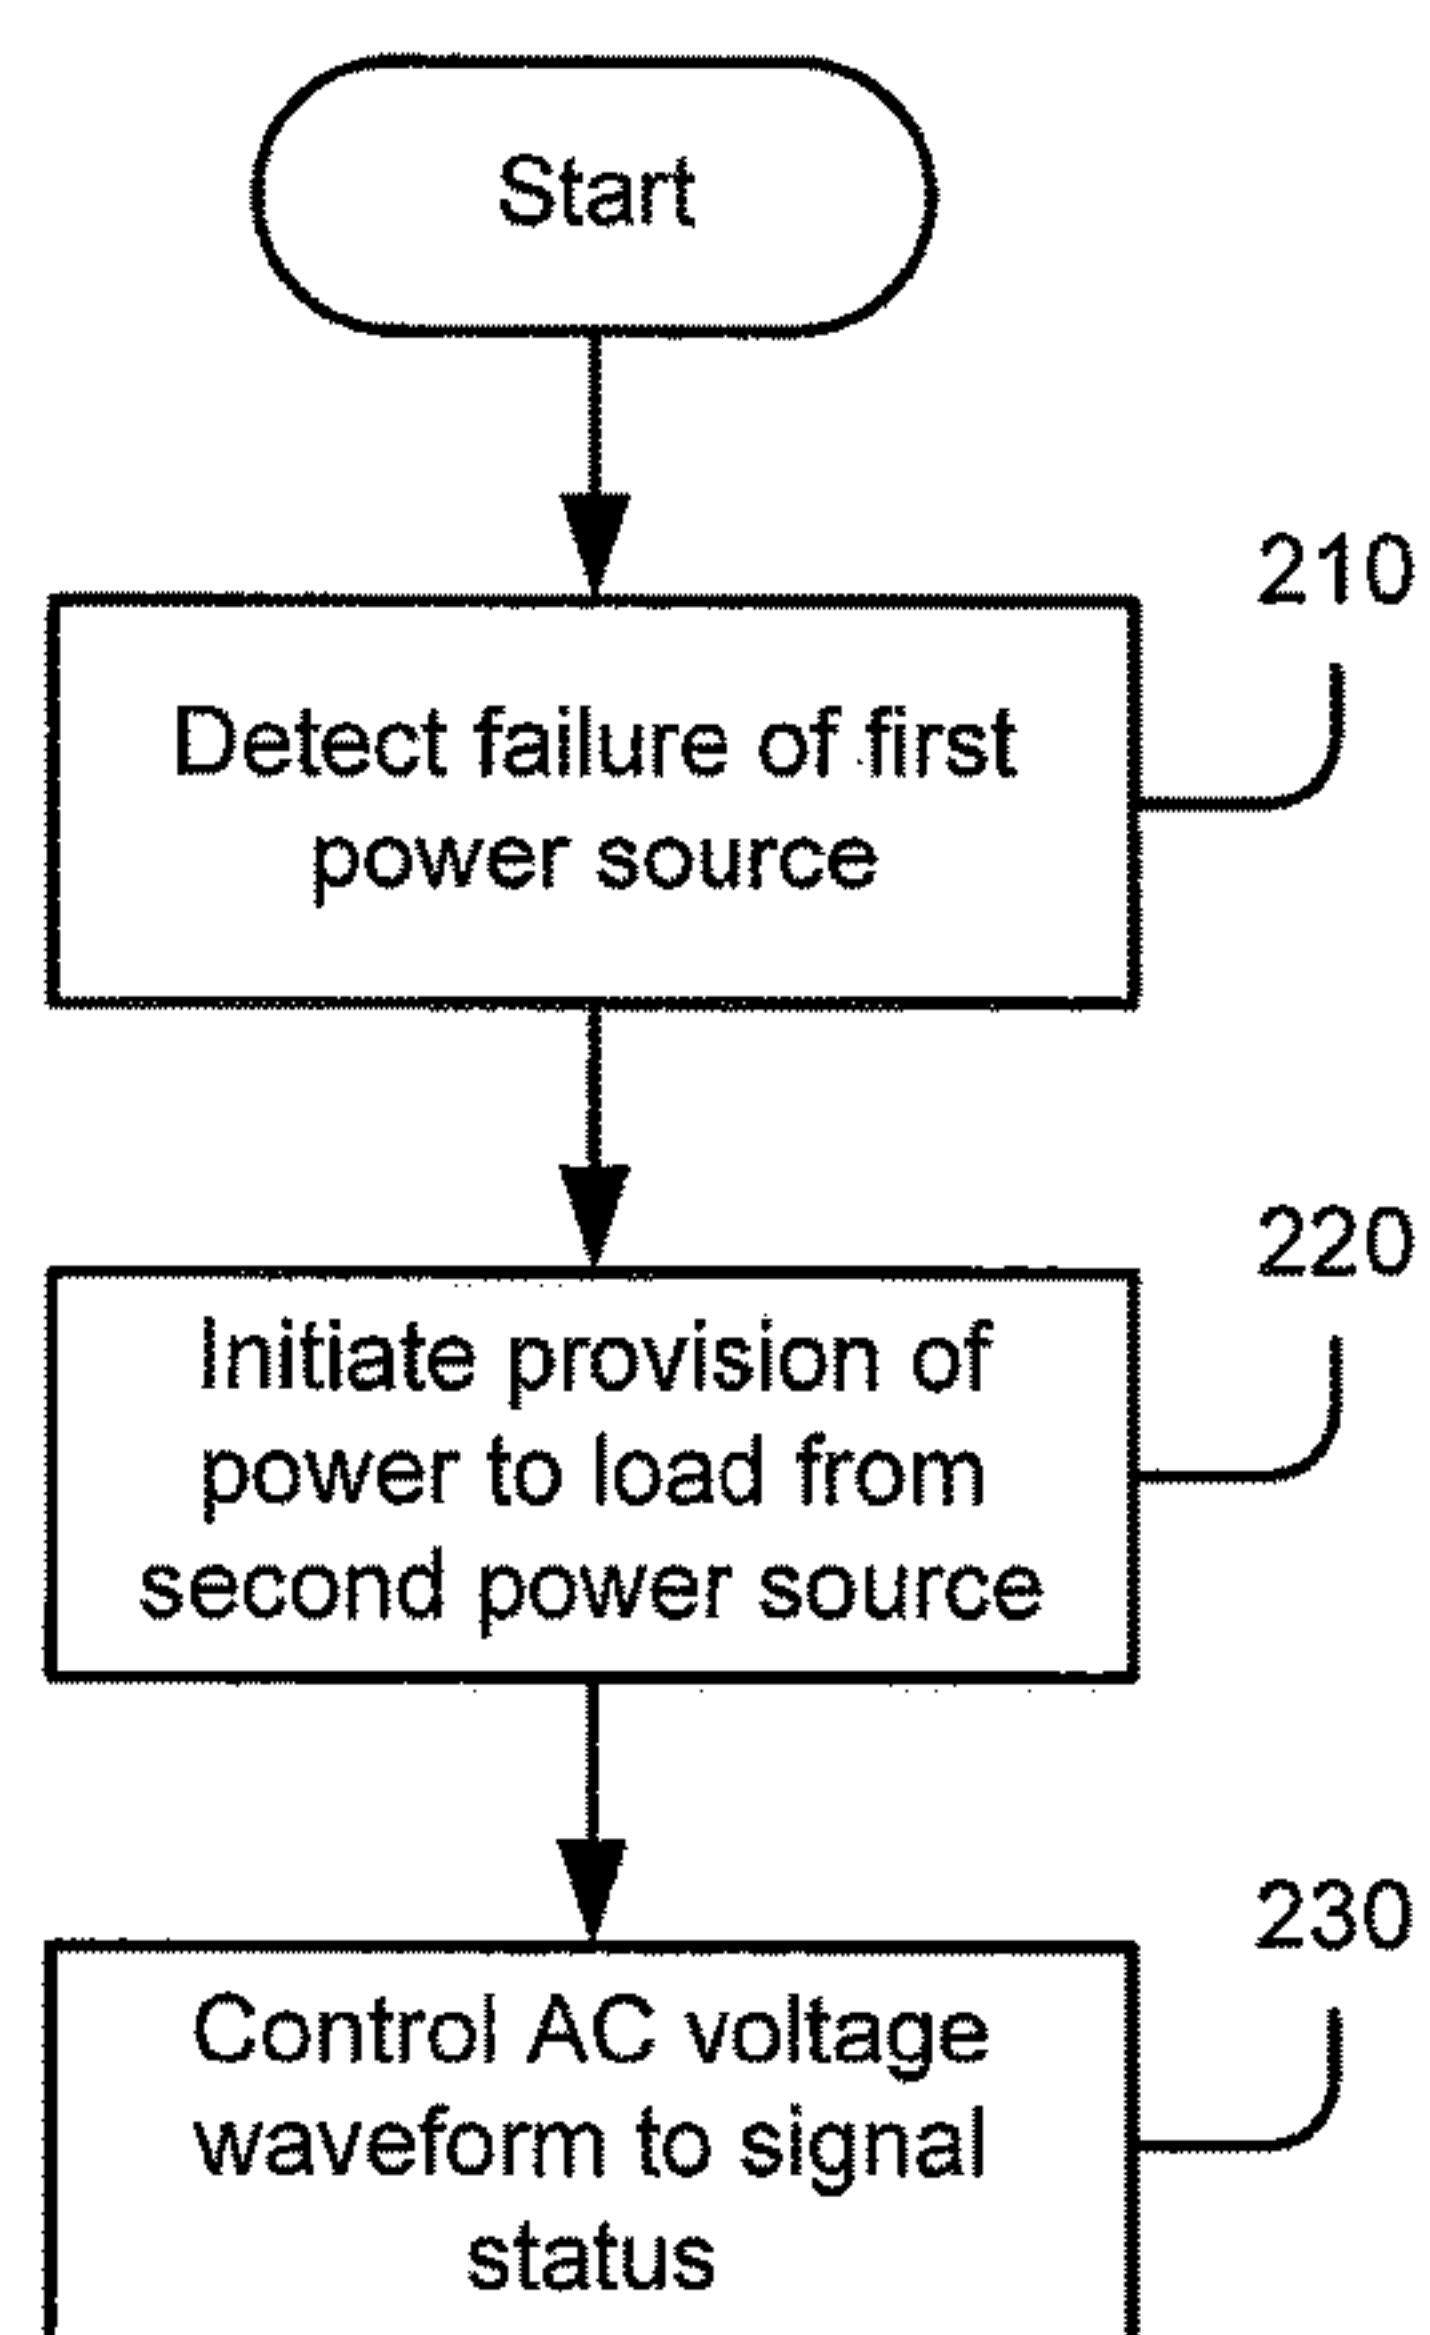 Start
210
Detect failure of first
power source
220
Initiate provision of
power to load from
second power source
230
Control AC voltage
waveform to signal
status